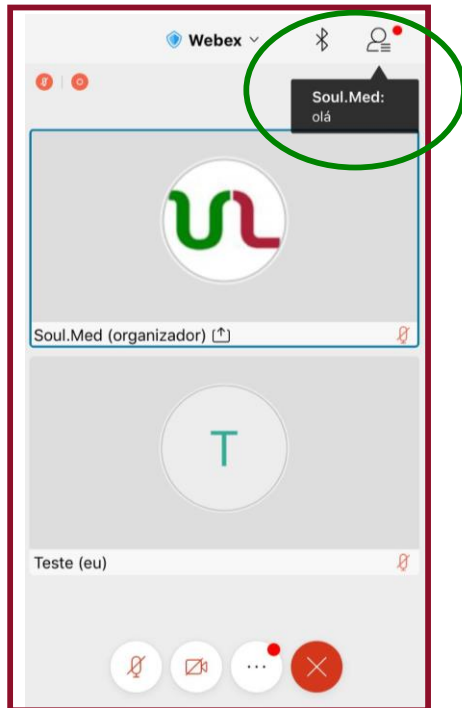 Webex
Soul.Med:
olá
Soul.Med (organizador)
T
Teste (eu)